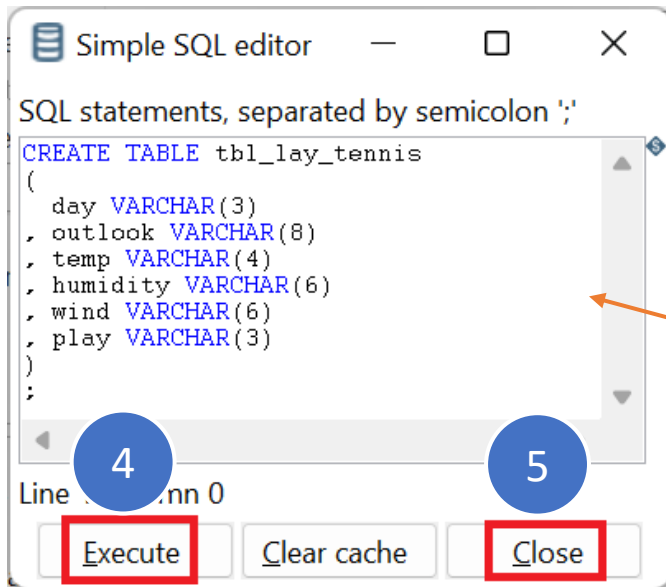 Simple SQL editor
SQL statements, separated by semicolon ';'
CREATE TABLE tbl_lay_tennis
(
  day VARCHAR(3)
, outlook VARCHAR(8)
, temp VARCHAR(4)
, humidity VARCHAR(6)
, wind VARCHAR(6)
, play VARCHAR(3)
)
;
4
5
Line 0
Execute Clear cache Close